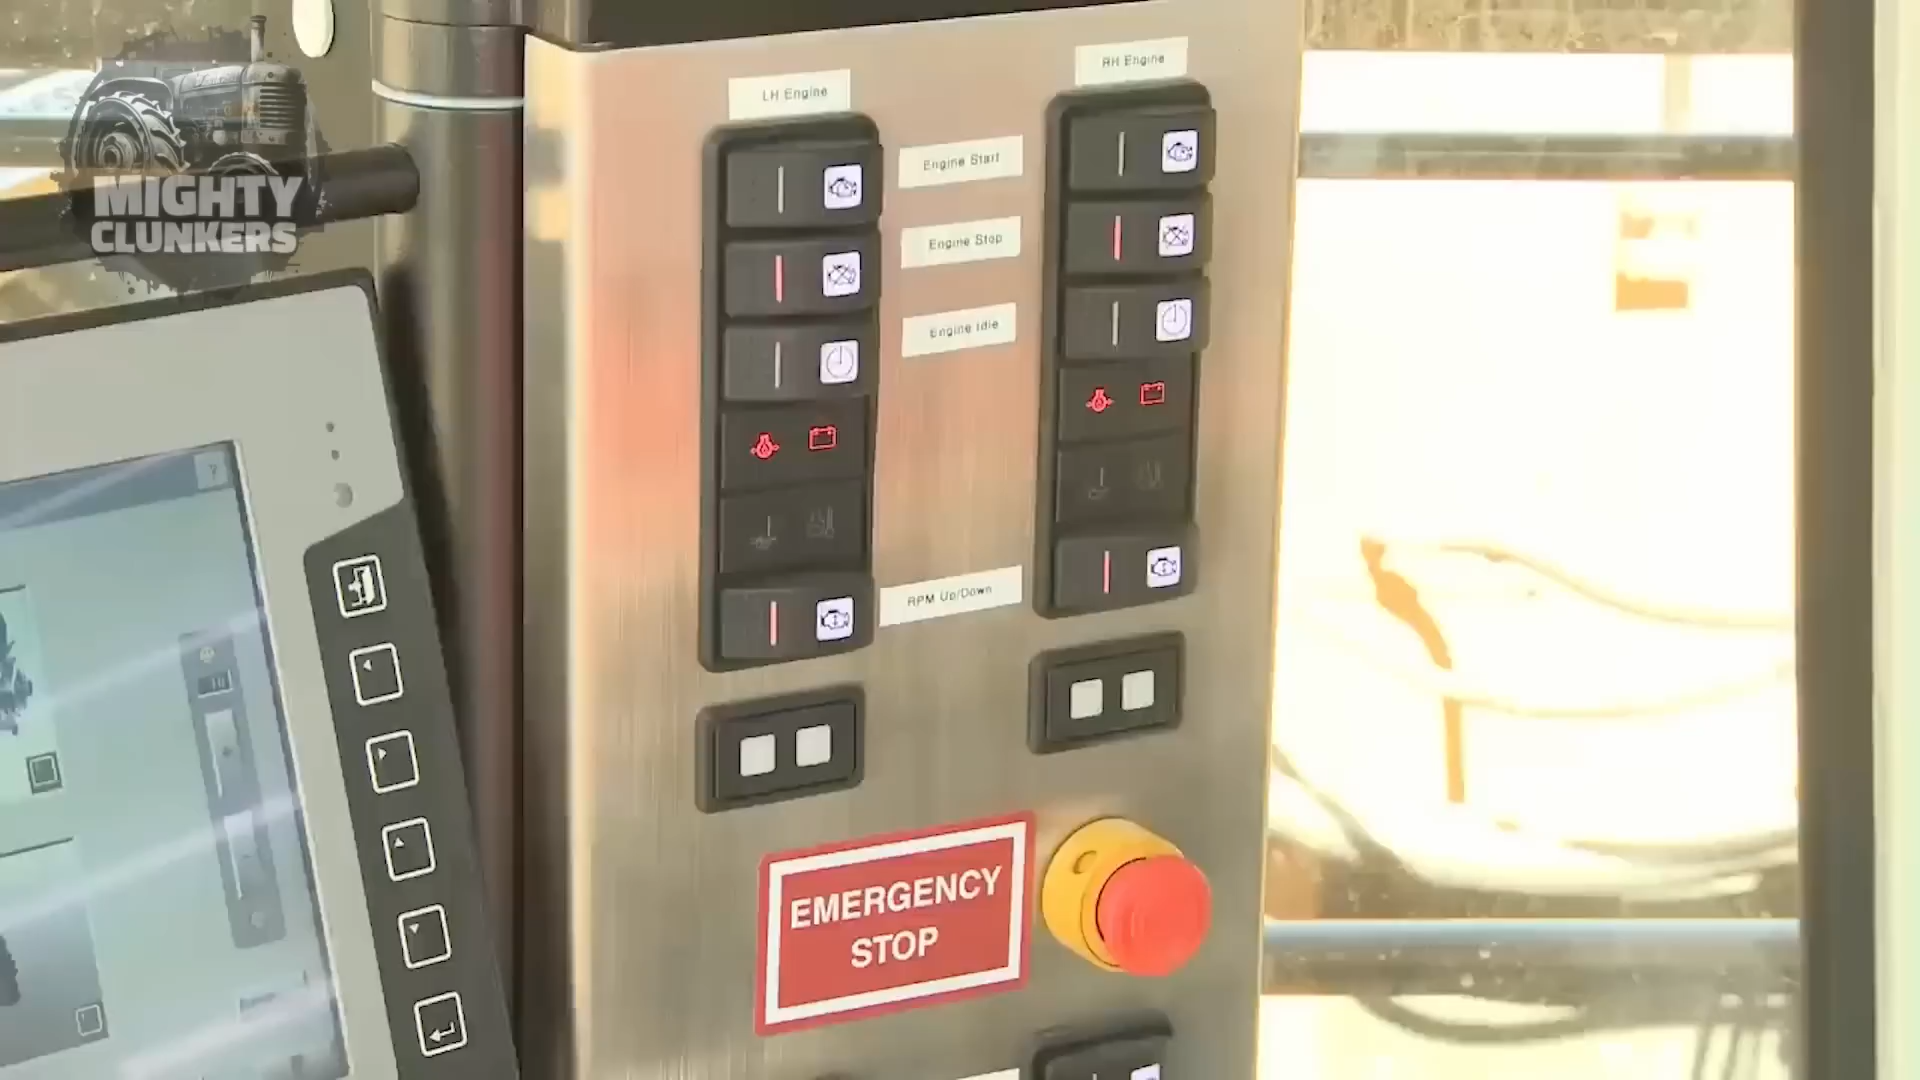 MIGHTY
CLUNKERS
LH Engine
RH Engine
Engine Start
Engine Stop
Engine Idle
RPM Up/Down
EMERGENCY
STOP
?